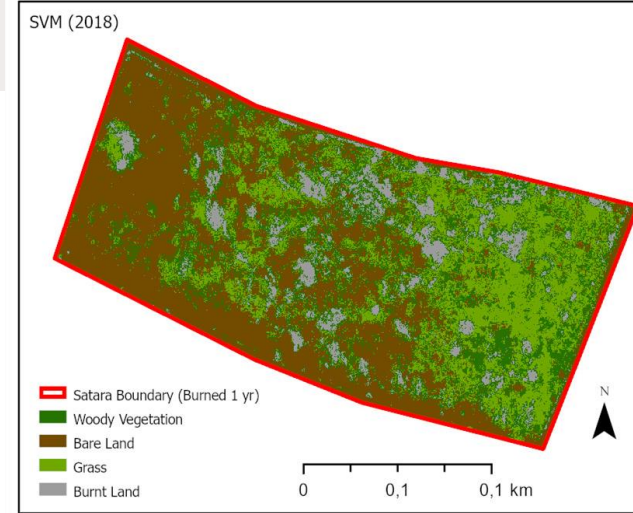 SVM (2018)
Satara Boundary (Burned 1 yr)
Woody Vegetation
Bare Land
Grass
Burnt Land
N
0 0,1 0,1 km